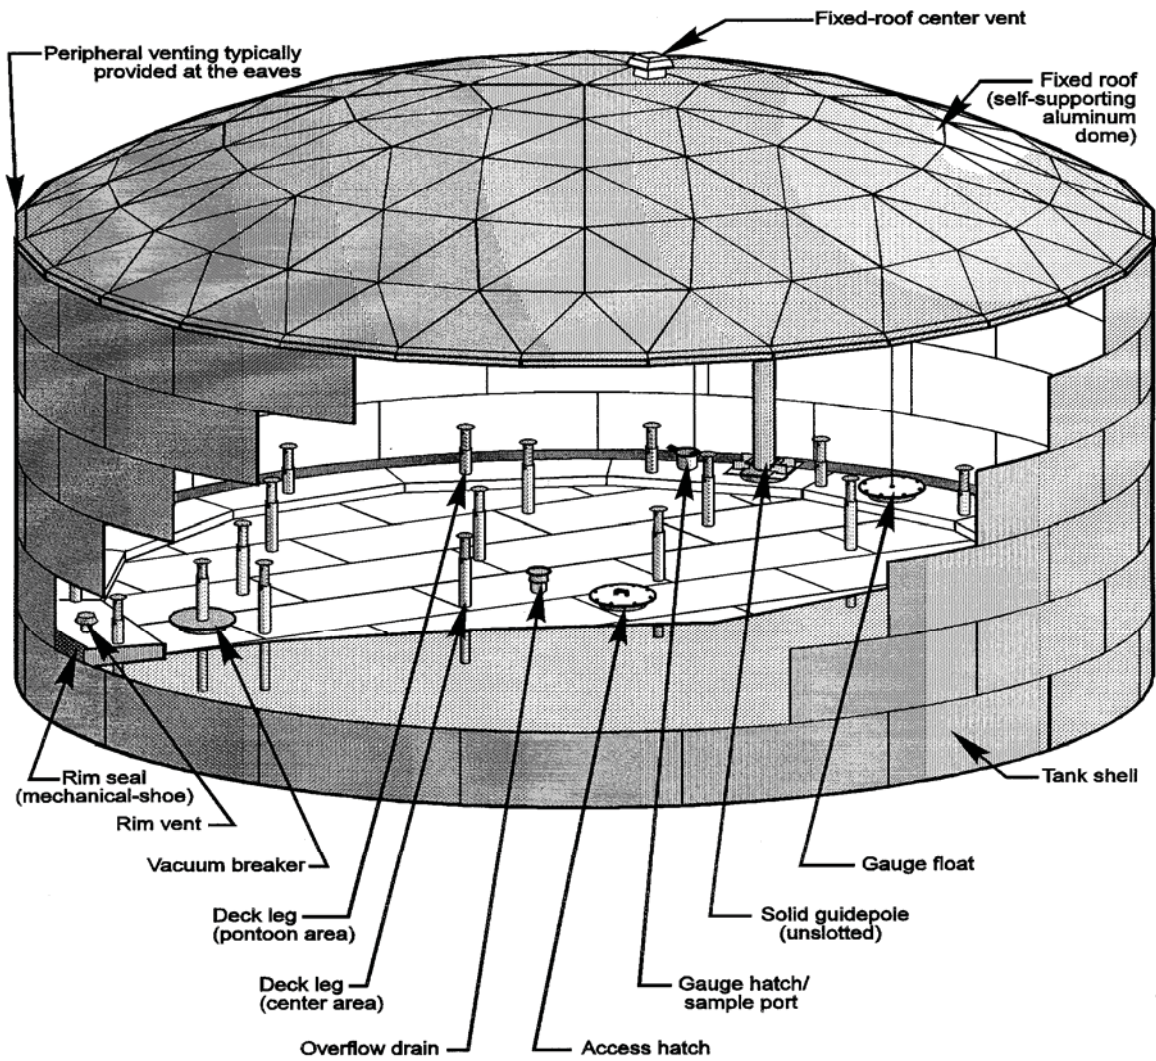 Fixed-roof center vent
Peripheral venting typically
provided at the eaves
Fixed roof
(self-supporting
aluminum
dome)
Rim seal
(mechanical-shoe)
Tank shell
Rim vent
Vacuum breaker
Gauge float
Deck leg
(pontoon area)
Solid guidepole
(unslotted)
Deck leg
(center area)
Gauge hatch/
sample port
Overflow drain
Access hatch